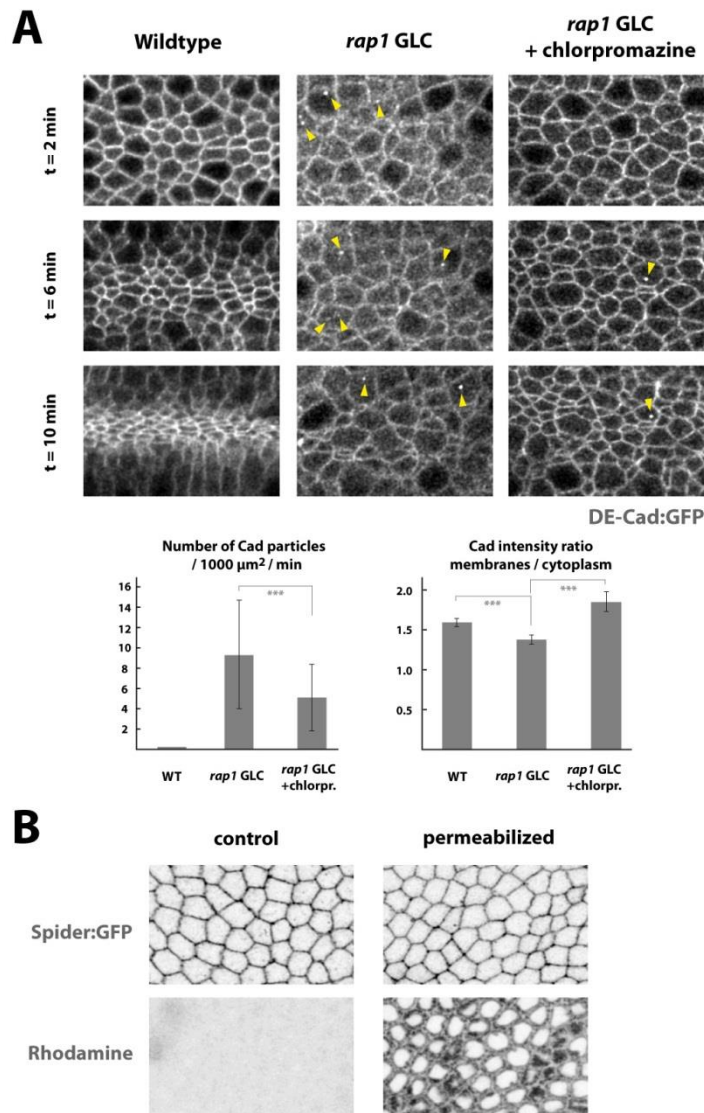 A
Wildtype
rap1 GLC
rap1 GLC
+ chlorpromazine
t = 2 min
t = 6 min
t = 10 min
DE-Cad:GFP
Number of Cad particles
/ 1000 μm² / min
16
14
12
10
8
6
4
2
***
WT
rap1 GLC
rap1 GLC
+chlorpr.
Cad intensity ratio
membranes / cytoplasm
2.0
1.5
1.0
0.5
***
***
WT
rap1 GLC
rap1 GLC
+chlorpr.
B
control
permeabilized
Spider:GFP
Rhodamine